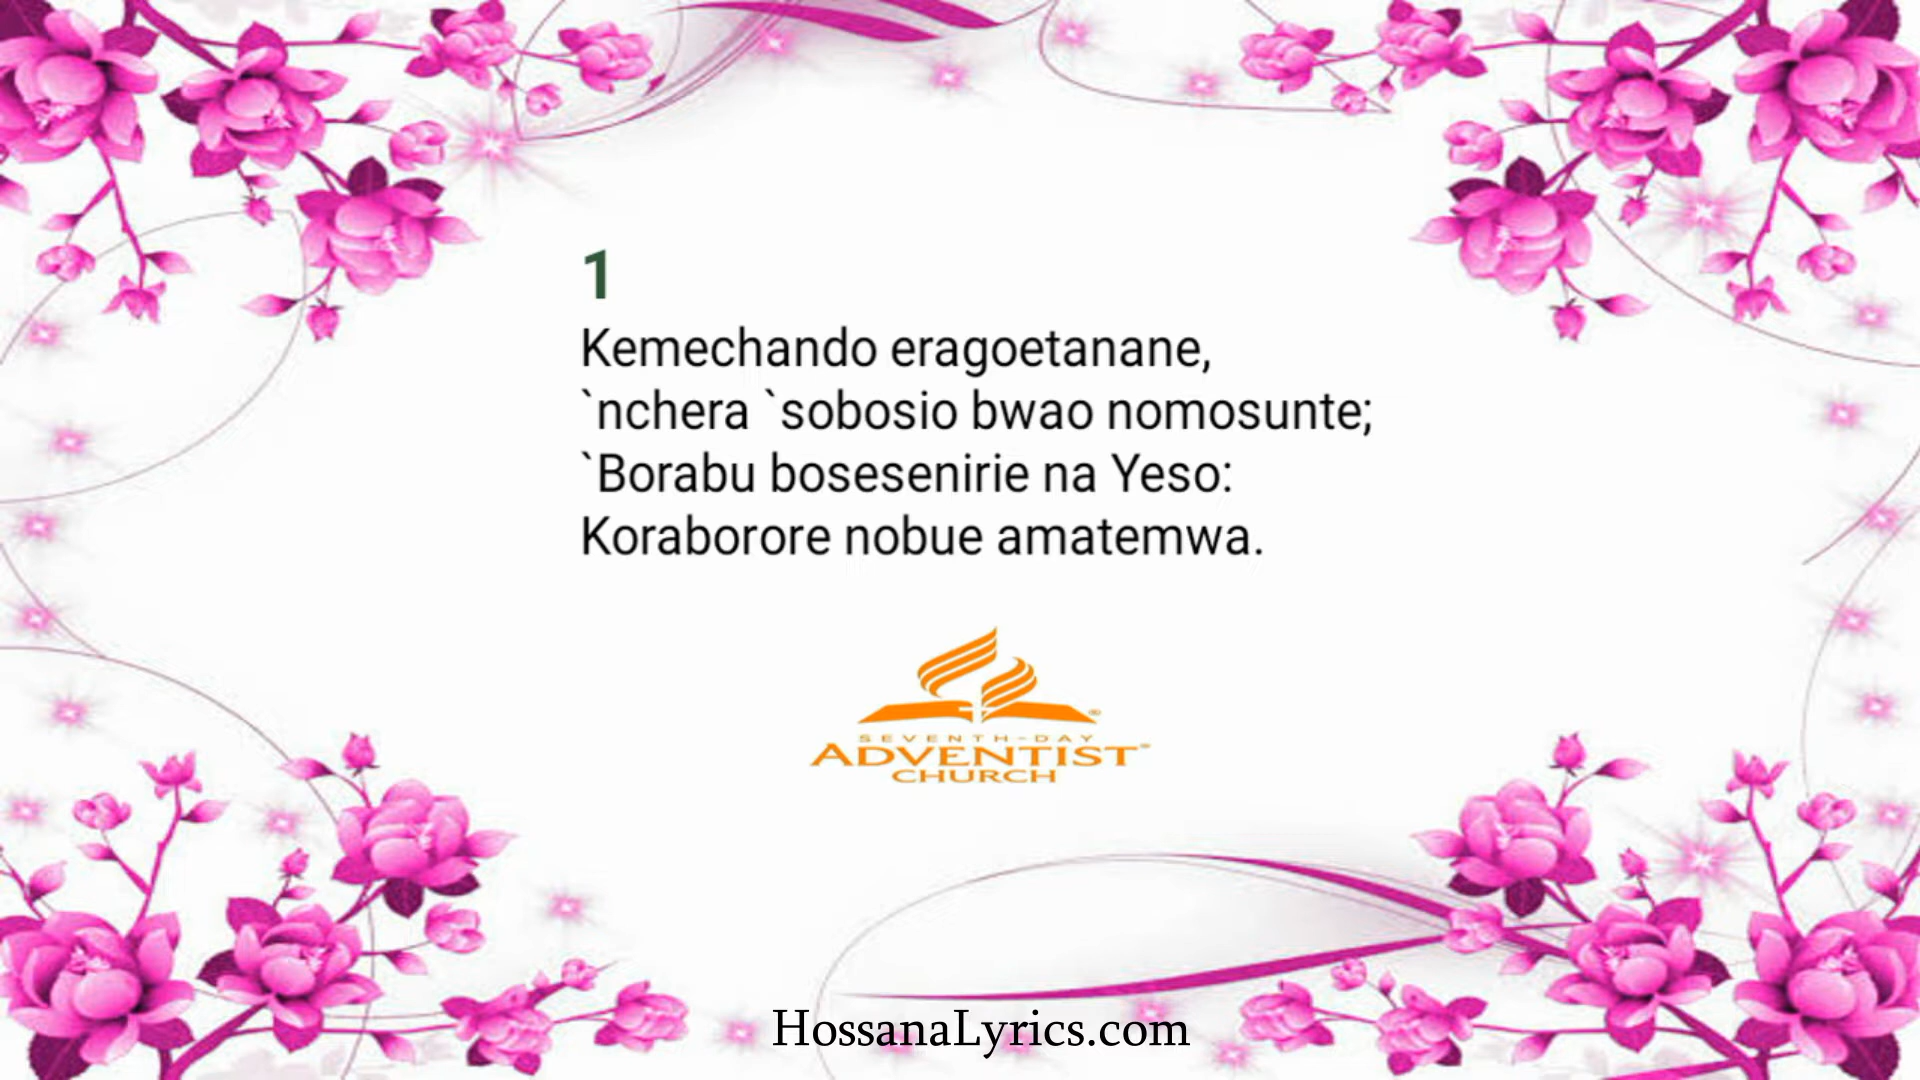 1
Kemechando eragoetanane,
`nchera `sobosio bwao nomosunte;
`Borabu bosesenirie na Yeso:
Koraborore nobue amatemwa.
SEVENTH-DAY
ADVENTIST
CHURCH
HossanaLyrics.com